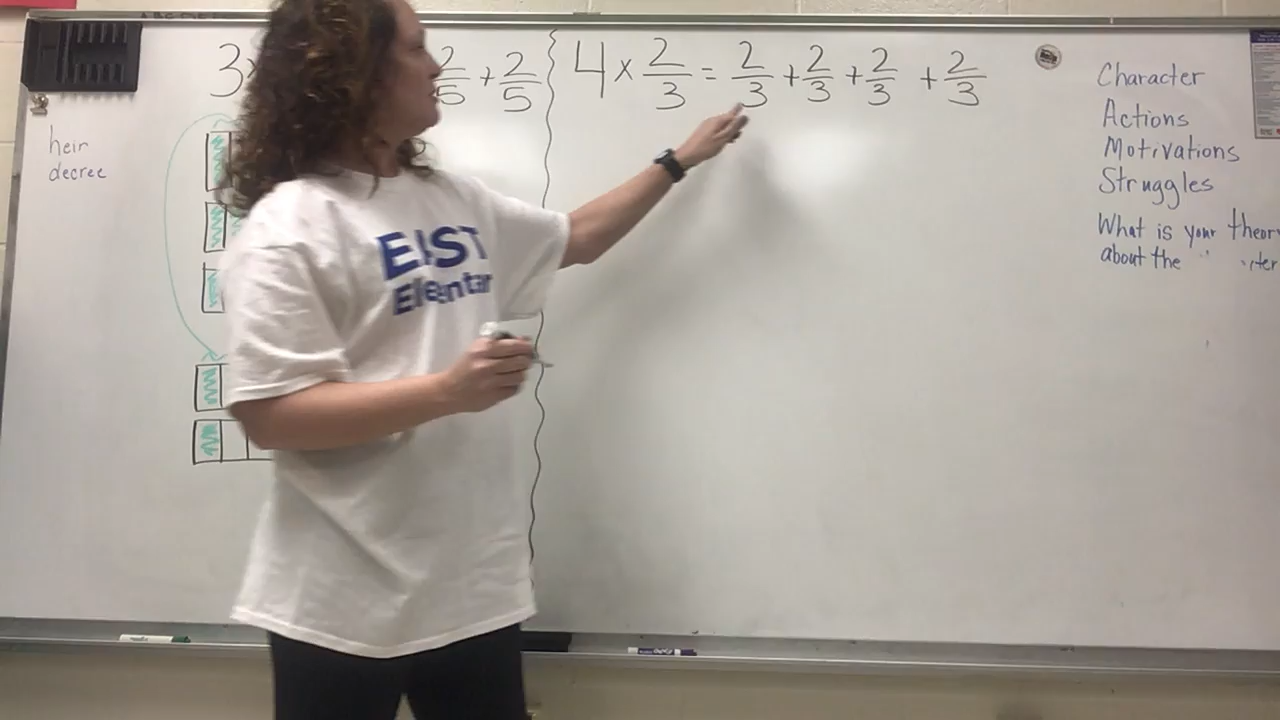 3x
2/5 + 2/5
4 x 2/3 = 2/3 + 2/3 + 2/3 + 2/3
heir
decree
Character
Actions
Motivations
Struggles
What is your theory
about the
EAST